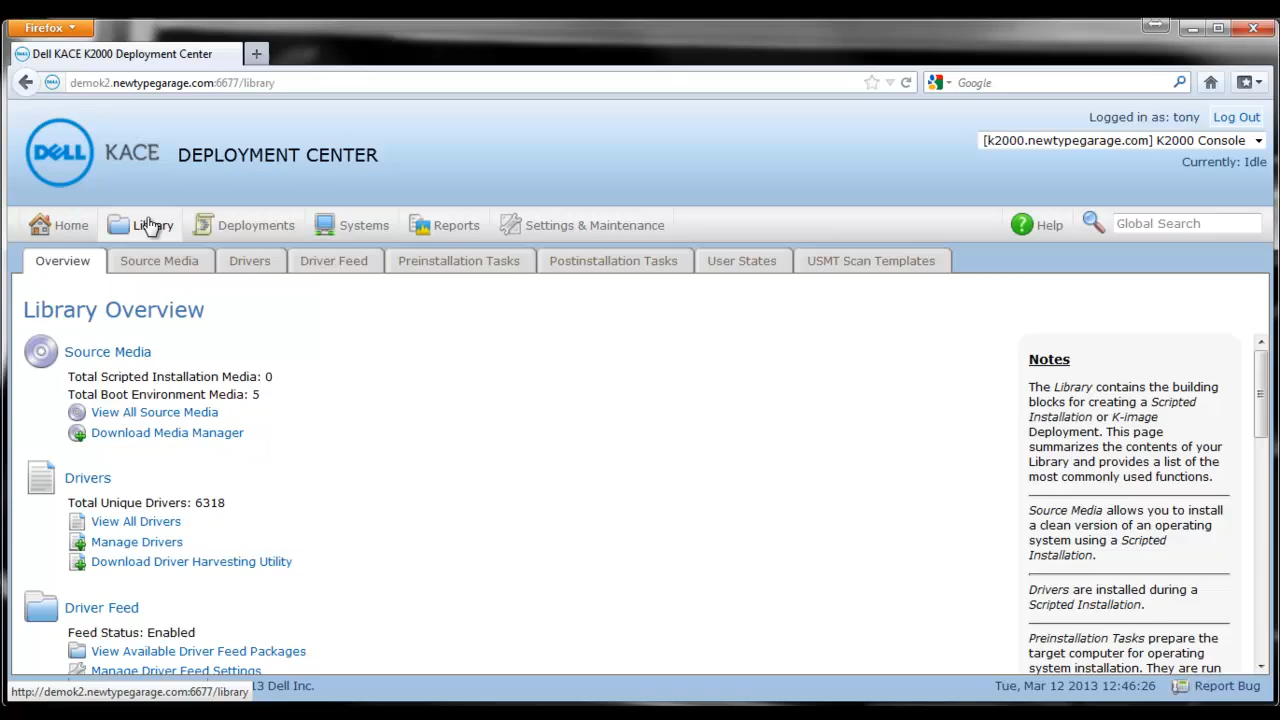 Firefox
Dell KACE K2000 Deployment Center
demok2.newtypegarage.com:6677/library
Google
Logged in as: tony Log Out
DELL KACE DEPLOYMENT CENTER
[k2000.newtypegarage.com] K2000 Console
Currently: Idle
Home Library Deployments Systems Reports Settings & Maintenance Help Global Search
Overview Source Media Drivers Driver Feed Preinstallation Tasks Postinstallation Tasks User States USMT Scan Templates
Library Overview
Source Media
Total Scripted Installation Media: 0
Total Boot Environment Media: 5
View All Source Media
Download Media Manager
Drivers
Total Unique Drivers: 6318
View All Drivers
Manage Drivers
Download Driver Harvesting Utility
Driver Feed
Feed Status: Enabled
View Available Driver Feed Packages
Manage Driver Feed Settings
Notes
The Library contains the building
blocks for creating a Scripted
Installation or K-image
Deployment. This page
summarizes the contents of your
Library and provides a list of the
most commonly used functions.
Source Media allows you to install
a clean version of an operating
system using a Scripted
Installation.
Drivers are installed during a
Scripted Installation.
Preinstallation Tasks prepare the
target computer for operating
system installation. They are run
http://demok2.newtypegarage.com:6677/library
13 Dell Inc.
Tue, Mar 12 2013 12:46:26 Report Bug